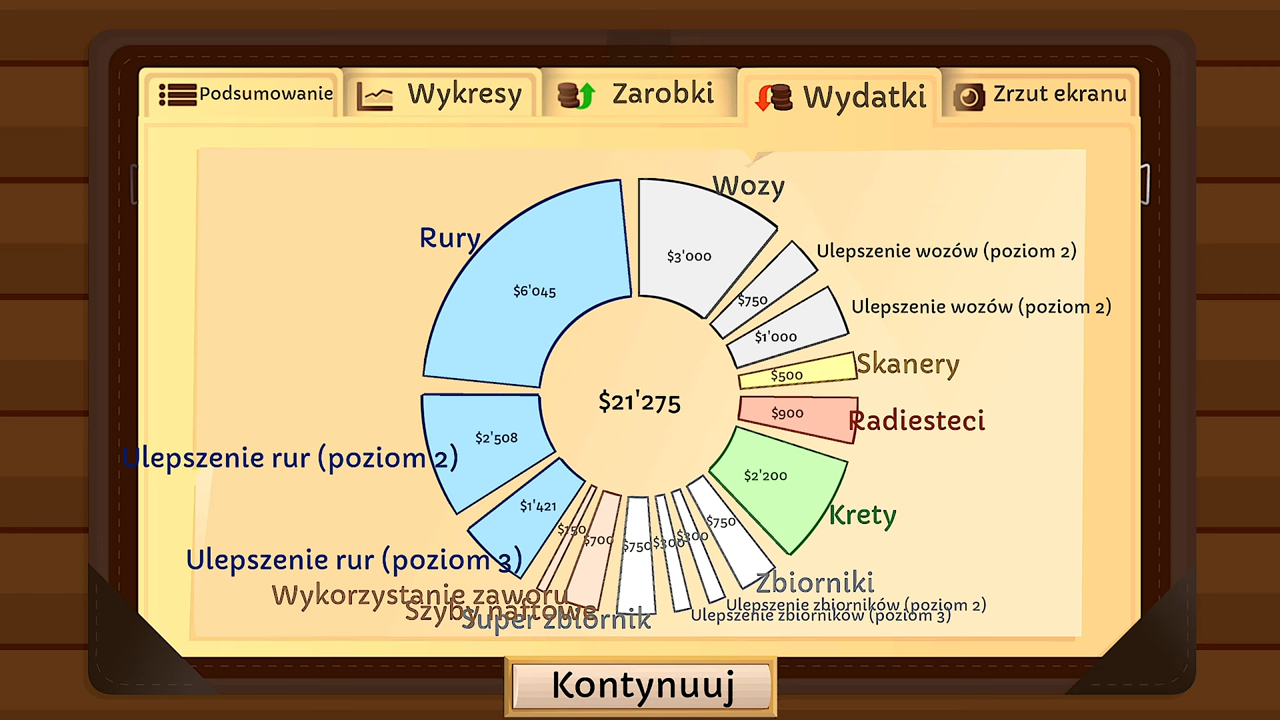 Podsumowanie
Wykresy
Zarobki
Wydatki
Zrzut ekranu
Wozy
Rury
Ulepszenie wozów (poziom 2)
$3'000
$6'045
$750
Ulepszenie wozów (poziom 2)
$1'000
Skanery
$500
$21'275
$900
Radiesteci
$2'508
Ulepszenie rur (poziom 2)
$2'200
$1'421
Krety
$150
$700
$750
$300
$300
$750
Ulepszenie rur (poziom 3)
Zbiorniki
Wykorzystanie zaworu
Szyby naftowe
Super zbiornik
Ulepszenie zbiorników (poziom 2)
Ulepszenie zbiorników (poziom 3)
Kontynuuj